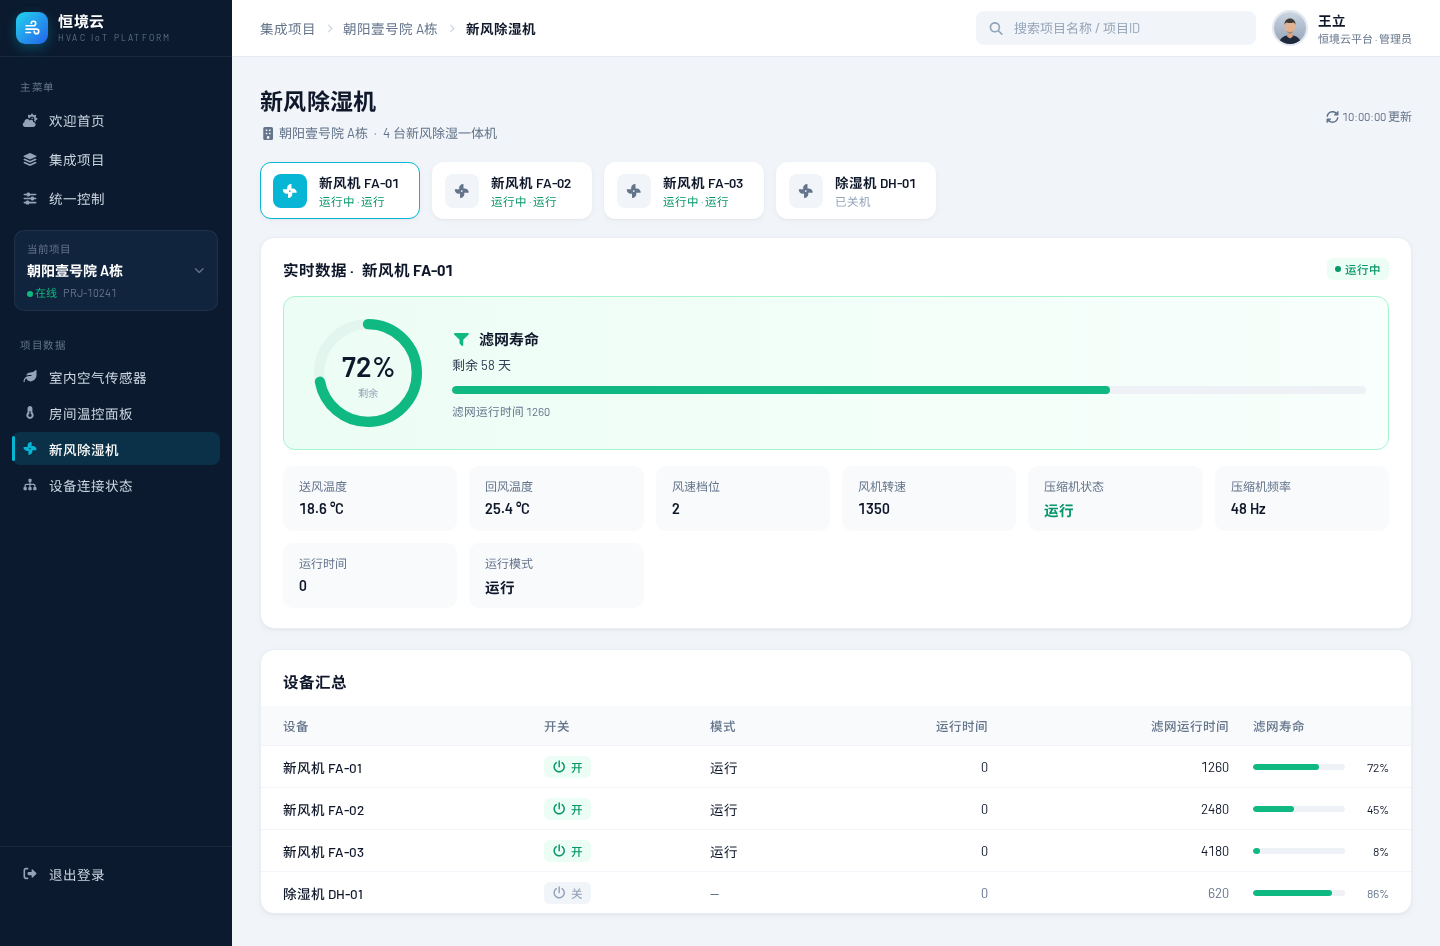 恒境云
HVAC IoT PLATFORM
主菜单
欢迎首页
集成项目
统一控制
当前项目
朝阳壹号院 A栋
在线 PRJ-10241
项目数据
室内空气传感器
房间温控面板
新风除湿机
设备连接状态
退出登录
集成项目 > 朝阳壹号院 A栋 > 新风除湿机
搜索项目名称 / 项目ID
王立
恒境云平台 · 管理员
新风除湿机
朝阳壹号院 A栋 · 4 台新风除湿一体机
10:00:00 更新
新风机 FA-01
运行中 · 运行
新风机 FA-02
运行中 · 运行
新风机 FA-03
运行中 · 运行
除湿机 DH-01
已关机
实时数据 · 新风机 FA-01
运行中
72%
剩余
滤网寿命
剩余 58 天
滤网运行时间 1260
送风温度
18.6 °C
回风温度
25.4 °C
风速档位
2
风机转速
1350
压缩机状态
运行
压缩机频率
48 Hz
运行时间
0
运行模式
运行
设备汇总
设备 开关 模式 运行时间 滤网运行时间 滤网寿命
新风机 FA-01 开 运行 0 1260 72%
新风机 FA-02 开 运行 0 2480 45%
新风机 FA-03 开 运行 0 4180 8%
除湿机 DH-01 关 — 0 620 86%